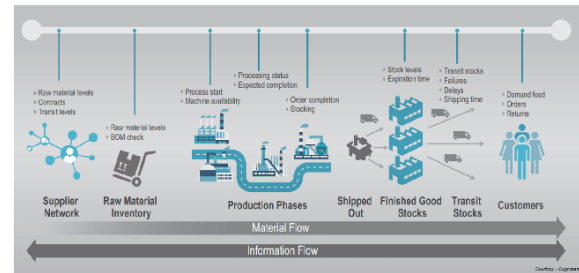 Raw material levels
Contracts
Transit levels
Raw material levels
BOM check
Process start
Machine availability
Processing status
Expected completion
Order completion
Stocking
Stock levels
Expiration time
Transit stocks
Failures
Delays
Shipping time
Demand feed
Orders
Returns
Supplier
Network
Raw Material
Inventory
Production Phases
Shipped
Out
Finished Good
Stocks
Transit
Stocks
Customers
Material Flow
Information Flow
Courtesy : Cognizant